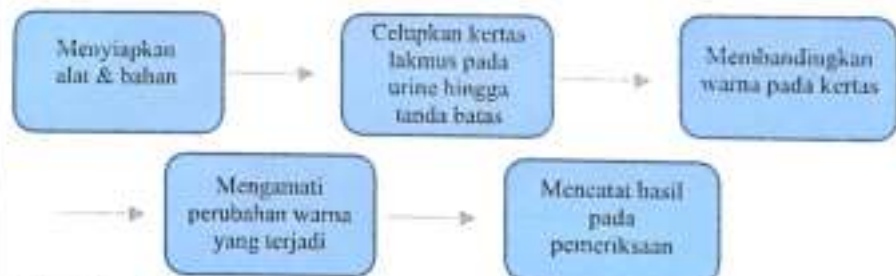 Menyiapkan
alat & bahan
Celupkan kertas
lakmus pada
urine hingga
tanda batas
Membandingkan
warna pada kertas
Mengamati
perubahan warna
yang terjadi
Mencatat hasil
pada
pemeriksaan